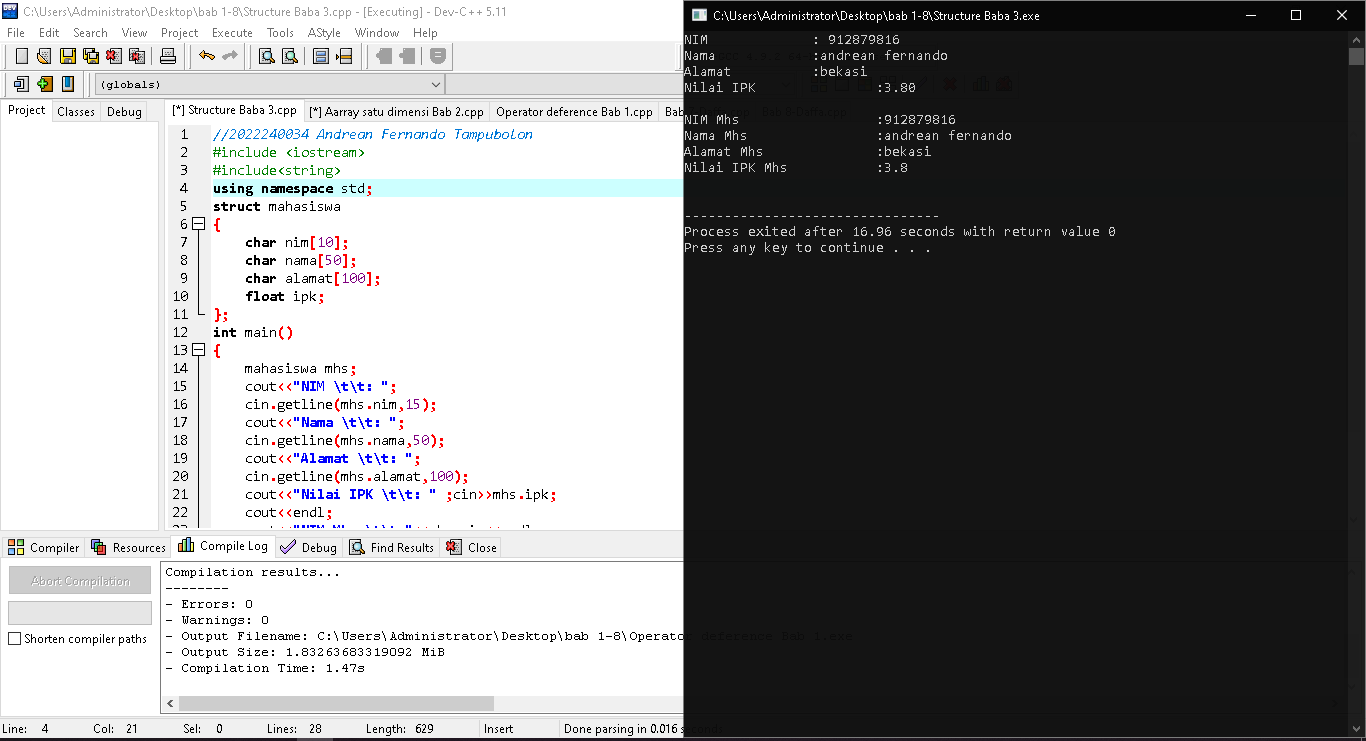 C:\Users\Administrator\Desktop\bab 1-8\Structure Baba 3.cpp - [Executing] - Dev-C++ 5.11
File Edit Search View Project Execute Tools AStyle Window Help
(globals)
Project Classes Debug
[*] Structure Baba 3.cpp [*] Aarray satu dimensi Bab 2.cpp Operator deference Bab 1.cpp Bab
1 //2022240034 Andrean Fernando Tampubolon
2 #include <iostream>
3 #include<string>
4 using namespace std;
5 struct mahasiswa
6 {
7 char nim[10];
8 char nama[50];
9 char alamat[100];
10 float ipk;
11 };
12 int main()
13 {
14 mahasiswa mhs;
15 cout<<"NIM \t\t: ";
16 cin.getline(mhs.nim,15);
17 cout<<"Nama \t\t: ";
18 cin.getline(mhs.nama,50);
19 cout<<"Alamat \t\t: ";
20 cin.getline(mhs.alamat,100);
21 cout<<"Nilai IPK \t\t: " ;cin>>mhs.ipk;
22 cout<<endl;
Compiler Resources Compile Log Debug Find Results Close
Abort Compilation
Shorten compiler paths
Compilation results...
--------
- Errors: 0
- Warnings: 0
- Output Filename: C:\Users\Administrator\Desktop\bab 1-8\Operator deference Bab 1.exe
- Output Size: 1.83263683319092 MiB
- Compilation Time: 1.47s
Line: 4 Col: 21 Sel: 0 Lines: 28 Length: 629 Insert Done parsing in 0.016 seconds
C:\Users\Administrator\Desktop\bab 1-8\Structure Baba 3.exe
NIM : 912879816
Nama :andrean fernando
Alamat :bekasi
Nilai IPK :3.80
NIM Mhs :912879816
Nama Mhs :andrean fernando
Alamat Mhs :bekasi
Nilai IPK Mhs :3.8
--------------------------------
Process exited after 16.96 seconds with return value 0
Press any key to continue . . .